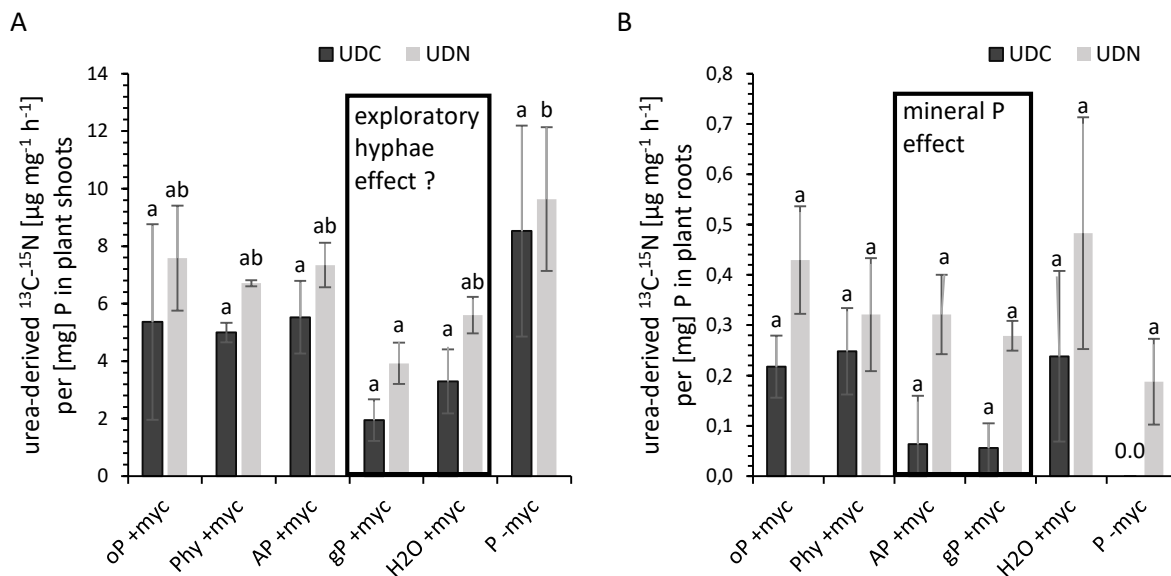 A
UDC UDN
urea-derived ¹³C-¹⁵N [µg mg⁻¹ h⁻¹]
per [mg] P in plant shoots
14
12
10
8
6
4
2
0
exploratory
hyphae
effect ?
a ab
a ab
a ab
a a
a ab
a b
oP +myc
Phy +myc
AP +myc
gP +myc
H2O +myc
P -myc
B
UDC UDN
urea-derived ¹³C-¹⁵N [µg mg⁻¹ h⁻¹]
per [mg] P in plant roots
0,8
0,7
0,6
0,5
0,4
0,3
0,2
0,1
0,0
mineral P
effect
a a
a a
a a
a a
a a
0.0 a
oP +myc
Phy +myc
AP +myc
gP +myc
H2O +myc
P -myc